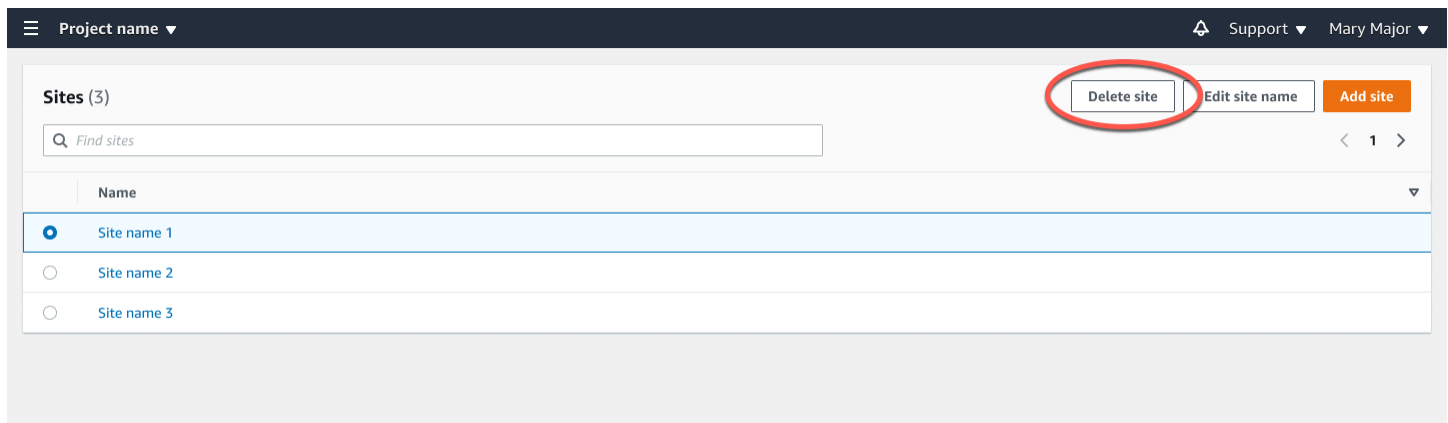 Project name
Support
Mary Major
Sites (3)
Delete site
Edit site name
Add site
Find sites
1
Name
Site name 1
Site name 2
Site name 3